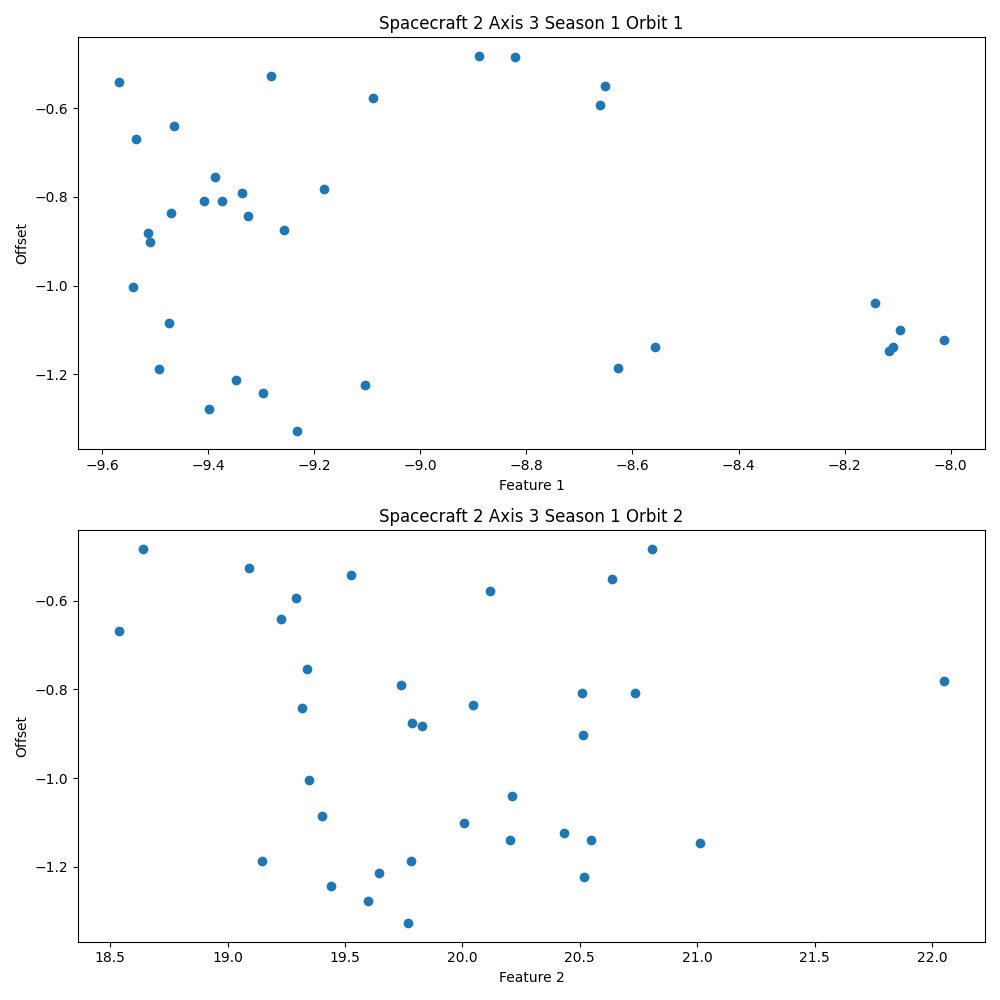 Spacecraft 2 Axis 3 Season 1 Orbit 1
−0.6
−0.8
−1.0
−1.2
Offset
−9.6 −9.4 −9.2 −9.0 −8.8 −8.6 −8.4 −8.2 −8.0
Feature 1
Spacecraft 2 Axis 3 Season 1 Orbit 2
−0.6
−0.8
−1.0
−1.2
Offset
18.5 19.0 19.5 20.0 20.5 21.0 21.5 22.0
Feature 2